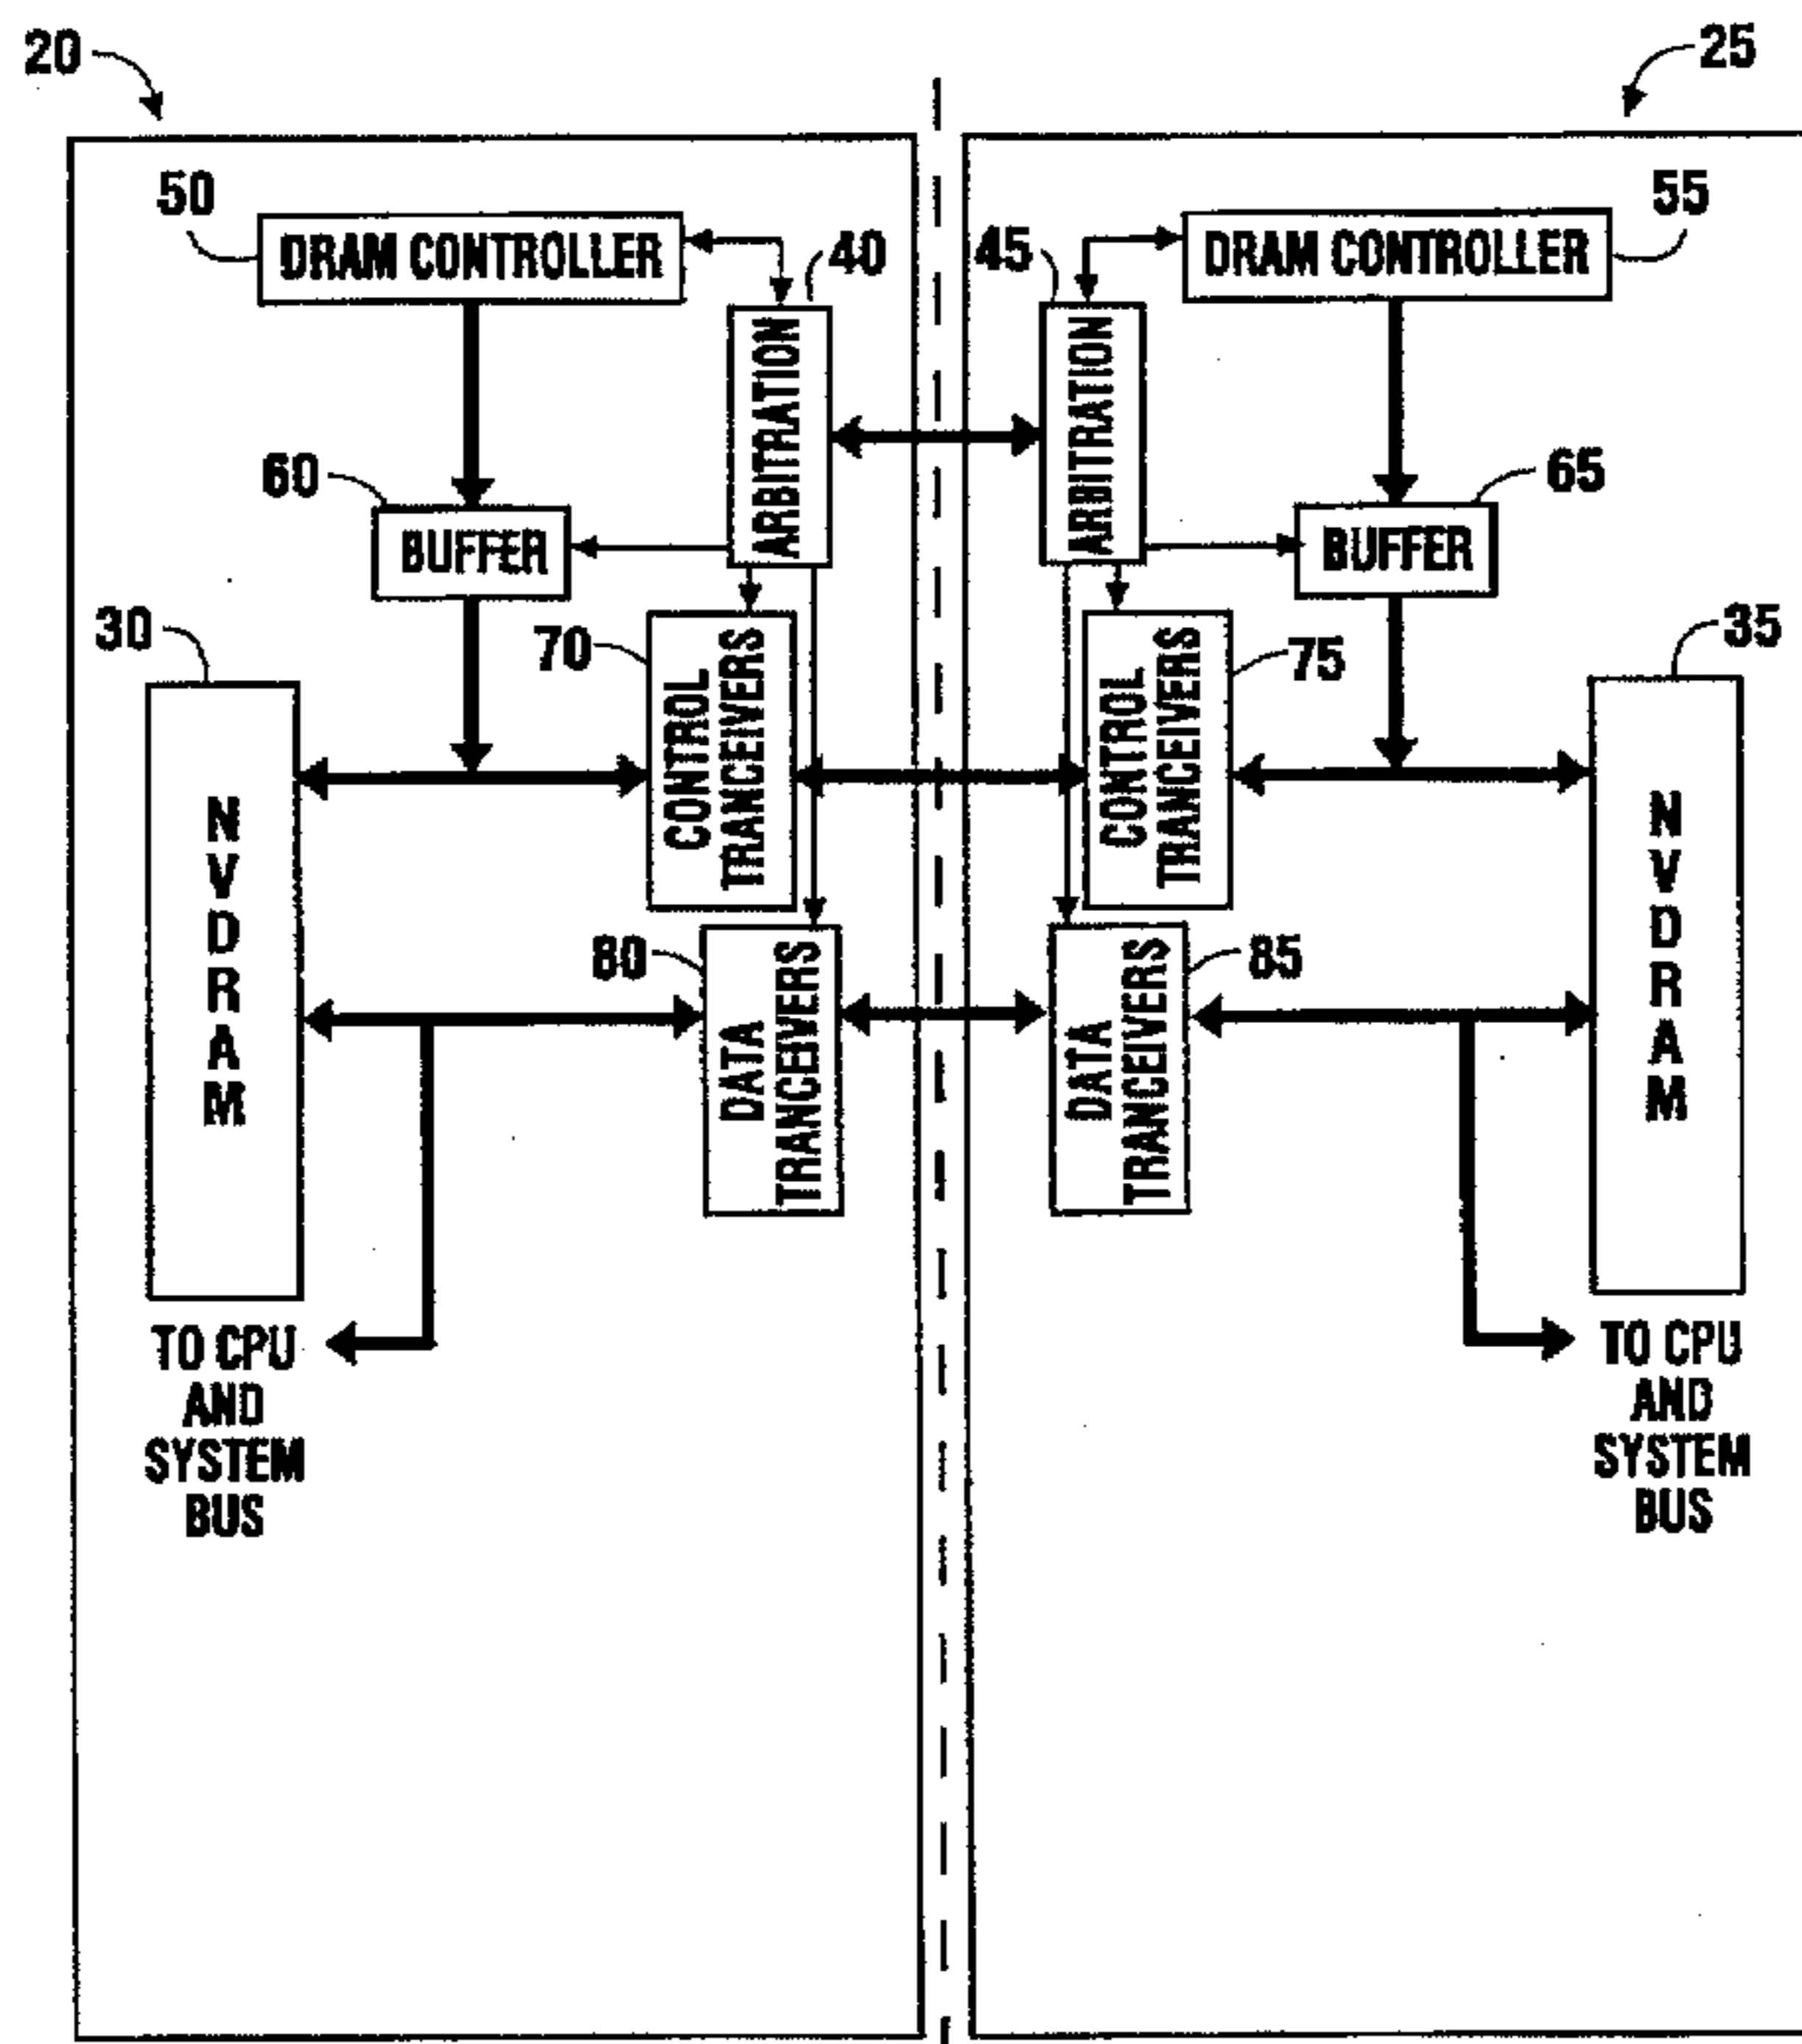 20
25
50
DRAM CONTROLLER
40
45
DRAM CONTROLLER
55
ARBITRATION
ARBITRATION
60
BUFFER
65
BUFFER
30
70
CONTROL
TRANCEIVERS
75
CONTROL
TRANCEIVERS
35
NVDRAM
NVDRAM
80
DATA
TRANCEIVERS
85
DATA
TRANCEIVERS
TO CPU
AND
SYSTEM
BUS
TO CPU
AND
SYSTEM
BUS